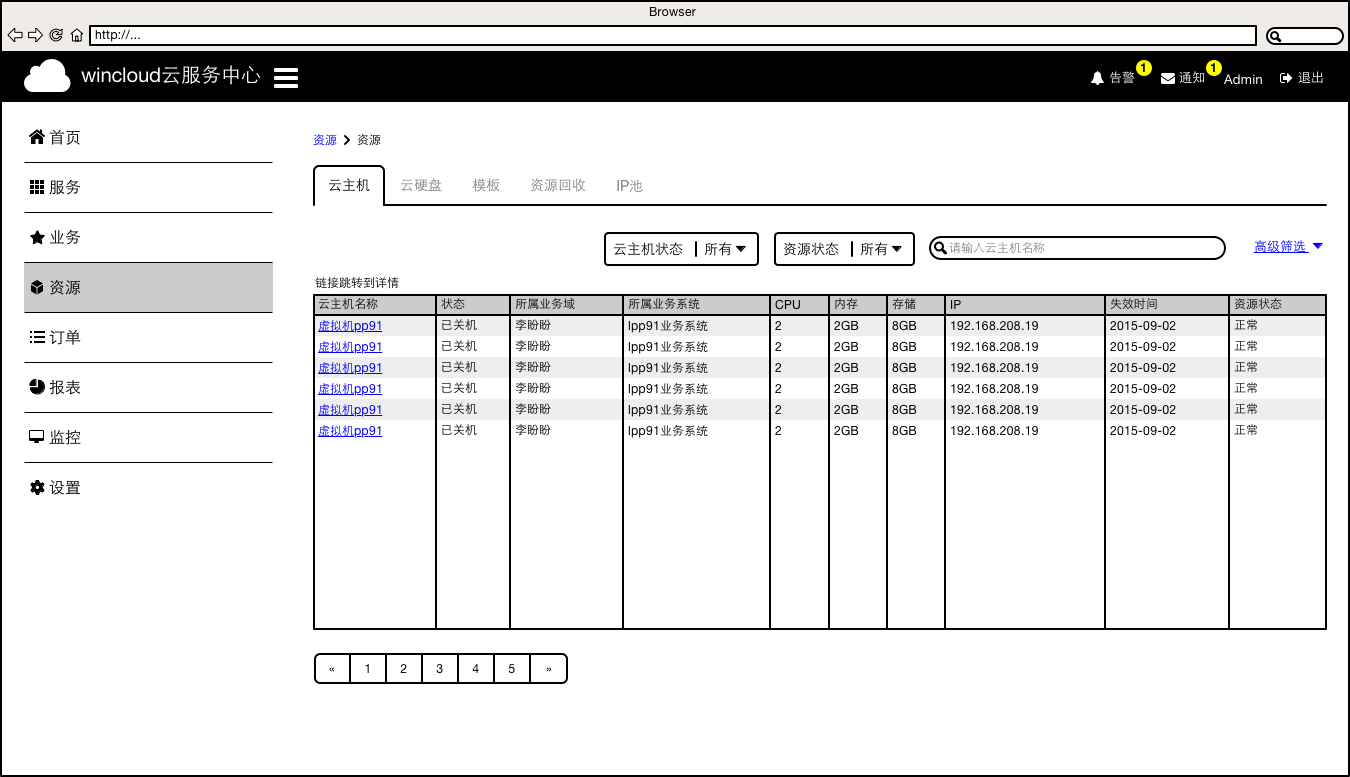 Browser
http://...
wincloud云服务中心 告警 1 通知 1 Admin 退出
首页
服务
业务
资源
订单
报表
监控
设置
资源 资源
云主机 云硬盘 模板 资源回收 IP池
云主机状态 所有 资源状态 所有 请输入云主机名称 高级筛选
链接跳转到详情
云主机名称 状态 所属业务域 所属业务系统 CPU 内存 存储 IP 失效时间 资源状态
虚拟机pp91 已关机 李盼盼 lpp91业务系统 2 2GB 8GB 192.168.208.19 2015-09-02 正常
虚拟机pp91 已关机 李盼盼 lpp91业务系统 2 2GB 8GB 192.168.208.19 2015-09-02 正常
虚拟机pp91 已关机 李盼盼 lpp91业务系统 2 2GB 8GB 192.168.208.19 2015-09-02 正常
虚拟机pp91 已关机 李盼盼 lpp91业务系统 2 2GB 8GB 192.168.208.19 2015-09-02 正常
虚拟机pp91 已关机 李盼盼 lpp91业务系统 2 2GB 8GB 192.168.208.19 2015-09-02 正常
虚拟机pp91 已关机 李盼盼 lpp91业务系统 2 2GB 8GB 192.168.208.19 2015-09-02 正常
« 1 2 3 4 5 »